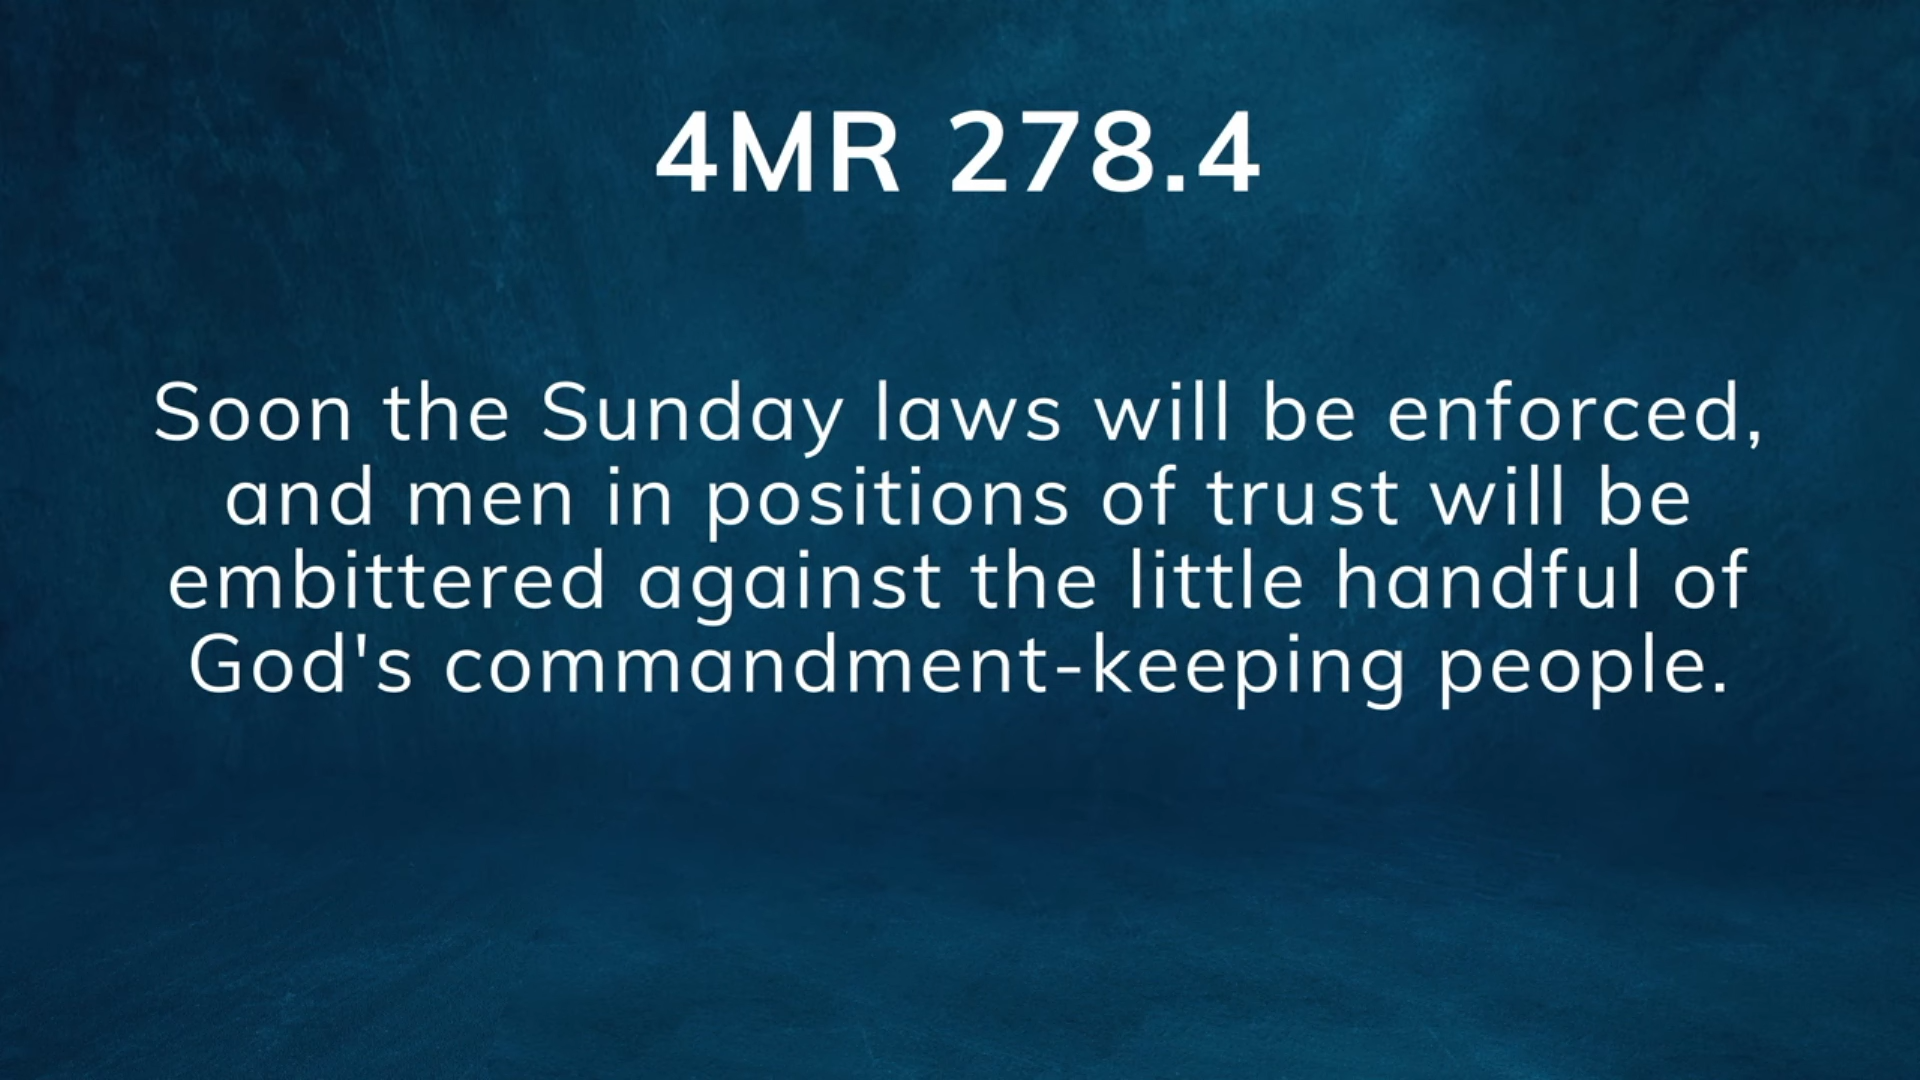 4MR 278.4
Soon the Sunday laws will be enforced,
and men in positions of trust will be
embittered against the little handful of
God's commandment-keeping people.